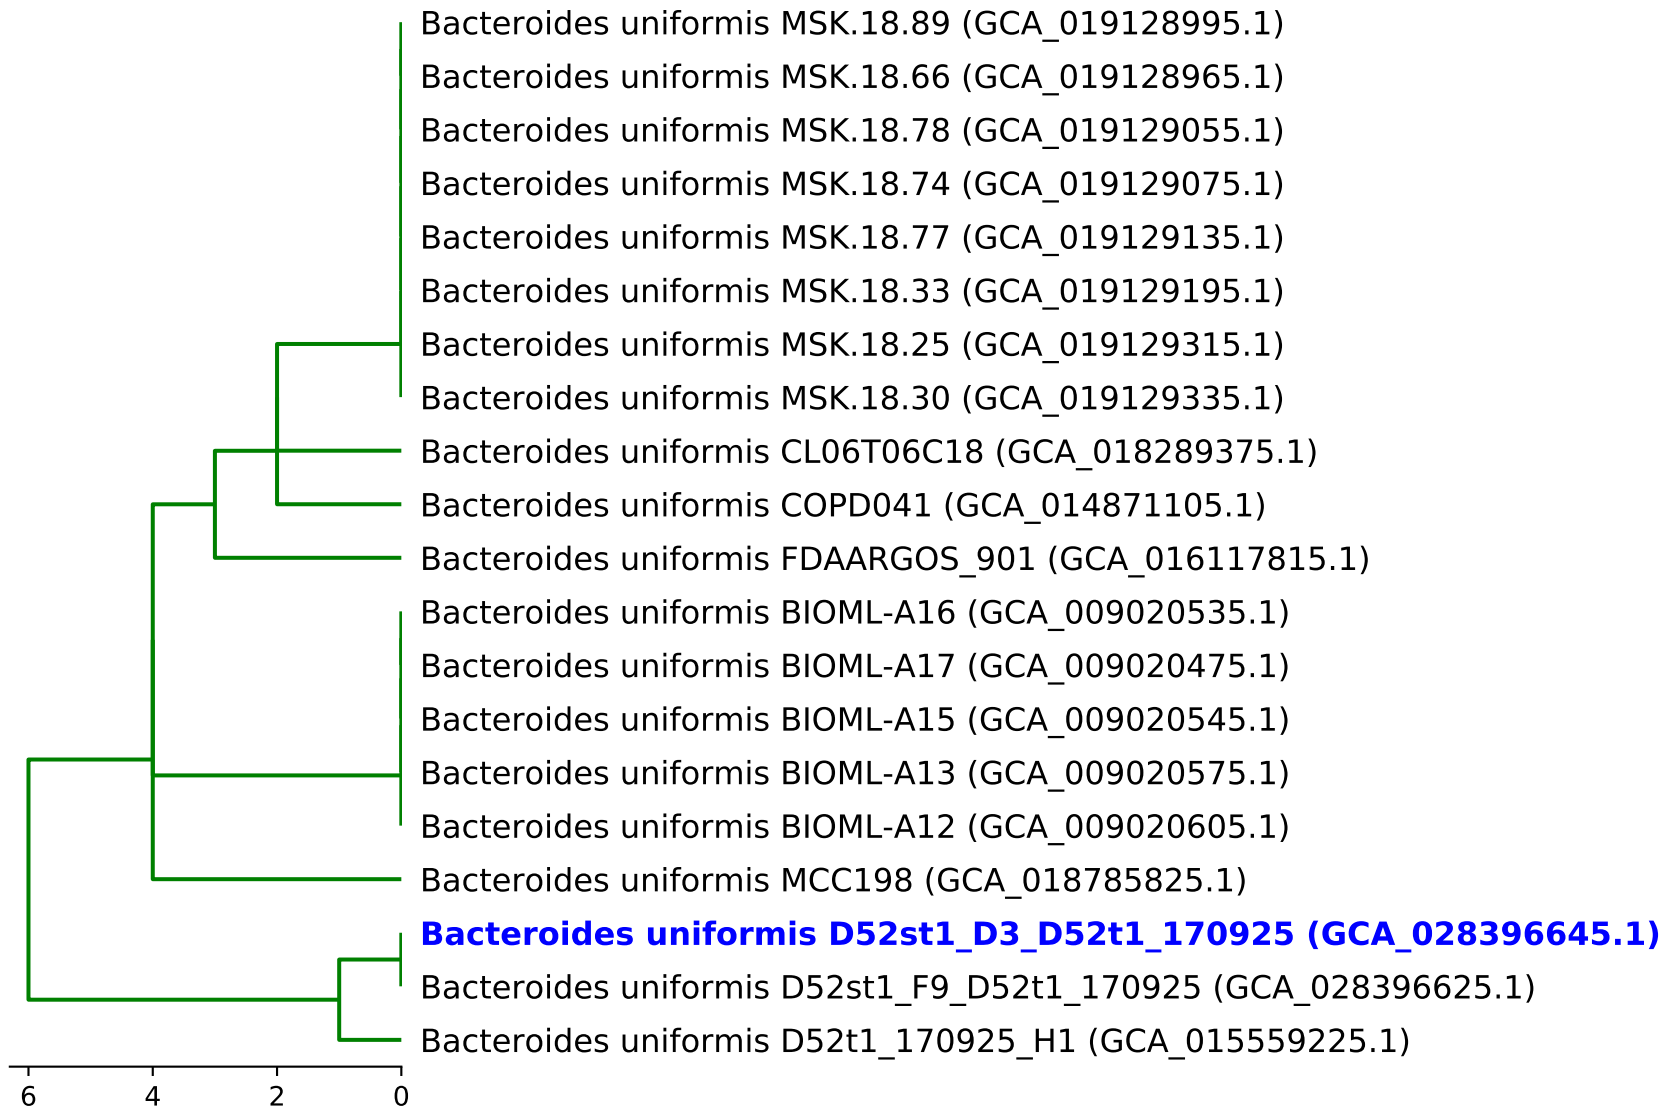 Bacteroides uniformis MSK.18.89 (GCA_019128995.1)
Bacteroides uniformis MSK.18.66 (GCA_019128965.1)
Bacteroides uniformis MSK.18.78 (GCA_019129055.1)
Bacteroides uniformis MSK.18.74 (GCA_019129075.1)
Bacteroides uniformis MSK.18.77 (GCA_019129135.1)
Bacteroides uniformis MSK.18.33 (GCA_019129195.1)
Bacteroides uniformis MSK.18.25 (GCA_019129315.1)
Bacteroides uniformis MSK.18.30 (GCA_019129335.1)
Bacteroides uniformis CL06T06C18 (GCA_018289375.1)
Bacteroides uniformis COPD041 (GCA_014871105.1)
Bacteroides uniformis FDAARGOS_901 (GCA_016117815.1)
Bacteroides uniformis BIOML-A16 (GCA_009020535.1)
Bacteroides uniformis BIOML-A17 (GCA_009020475.1)
Bacteroides uniformis BIOML-A15 (GCA_009020545.1)
Bacteroides uniformis BIOML-A13 (GCA_009020575.1)
Bacteroides uniformis BIOML-A12 (GCA_009020605.1)
Bacteroides uniformis MCC198 (GCA_018785825.1)
Bacteroides uniformis D52st1_D3_D52t1_170925 (GCA_028396645.1)
Bacteroides uniformis D52st1_F9_D52t1_170925 (GCA_028396625.1)
Bacteroides uniformis D52t1_170925_H1 (GCA_015559225.1)
6 4 2 0